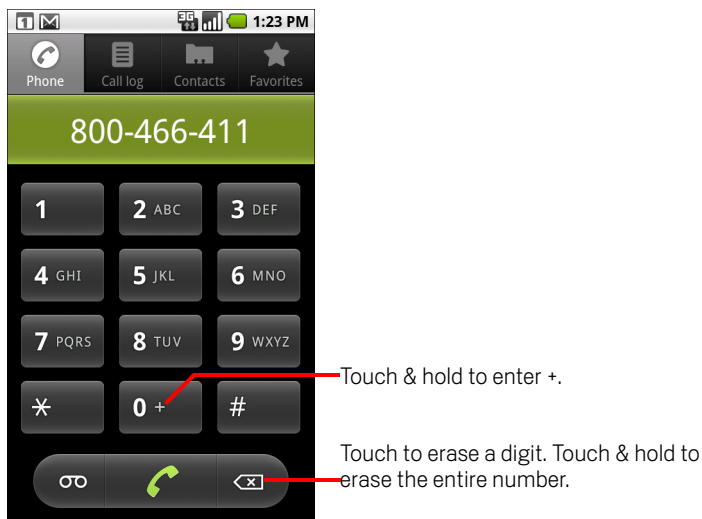 1 3G 1:23 PM
Phone Call log Contacts Favorites
800-466-411
1 2 ABC 3 DEF
4 GHI 5 JKL 6 MNO
7 PQRS 8 TUV 9 WXYZ
Touch & hold to enter +.
* 0 + #
Touch to erase a digit. Touch & hold to
erase the entire number.